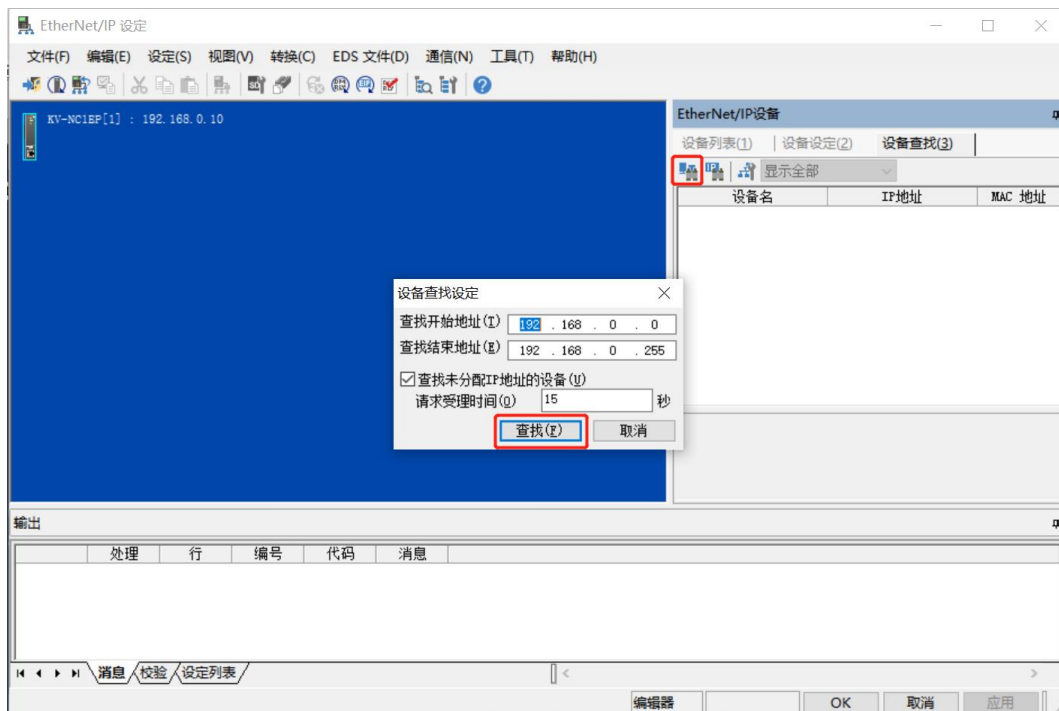 EtherNet/IP 设定
文件(F) 编辑(E) 设定(S) 视图(V) 转换(C) EDS 文件(D) 通信(N) 工具(T) 帮助(H)
KV-NC1EP[1] : 192.168.0.10
EtherNet/IP设备
设备列表(1) 设备设定(2) 设备查找(3)
显示全部
设备名 IP地址 MAC 地址
设备查找设定
查找开始地址(I) 192 . 168 . 0 . 0
查找结束地址(E) 192 . 168 . 0 . 255
查找未分配IP地址的设备(U)
请求受理时间(O) 15 秒
查找(F) 取消
输出
处理 行 编号 代码 消息
消息 校验 设定列表
编辑器 OK 取消 应用